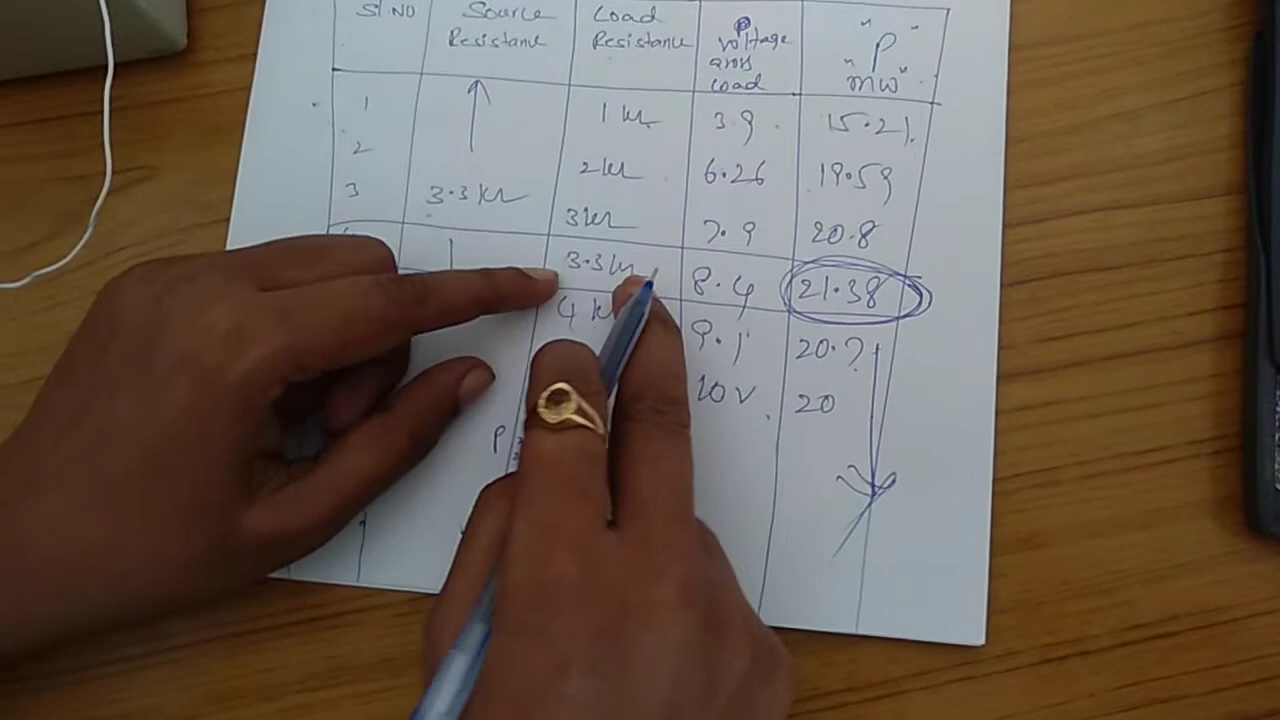 Sl.NO Source Resistance Load Resistance voltage across load "P" "mw"
1 1 kΩ 3.9 15.21
2 2 kΩ 6.26 19.59
3 3.3 kΩ 3 kΩ 7.9 20.8
3.3 kΩ 8.4 21.38
4 k 9.1 20.7
10 V 20
P